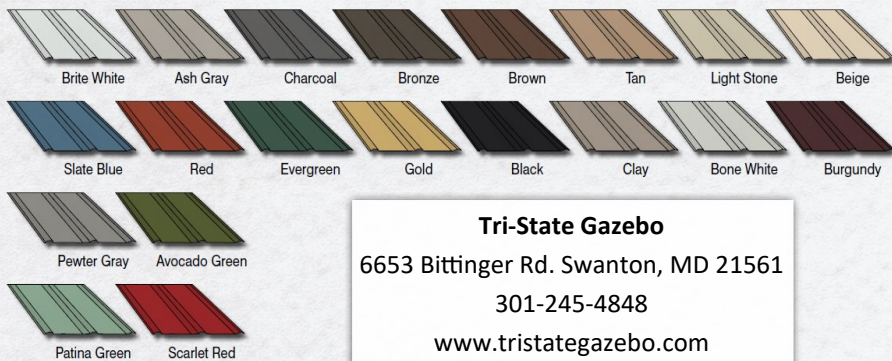 Brite White Ash Gray Charcoal Bronze Brown Tan Light Stone Beige
Slate Blue Red Evergreen Gold Black Clay Bone White Burgundy
Pewter Gray Avocado Green
Patina Green Scarlet Red
Tri-State Gazebo
6653 Bittinger Rd. Swanton, MD 21561
301-245-4848
www.tristategazebo.com